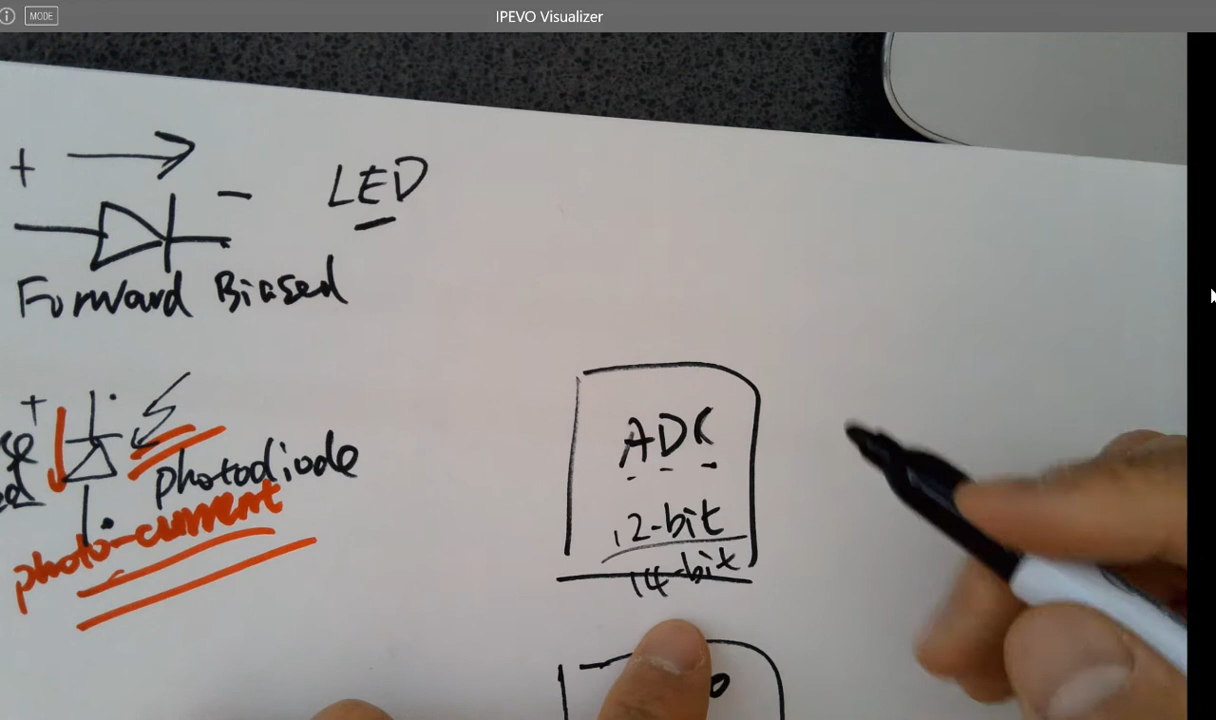 MODE
IPEVO Visualizer
+
- LED
Forward Biased
+
photodiode
photo-current
ADC
12-bit
14-bit